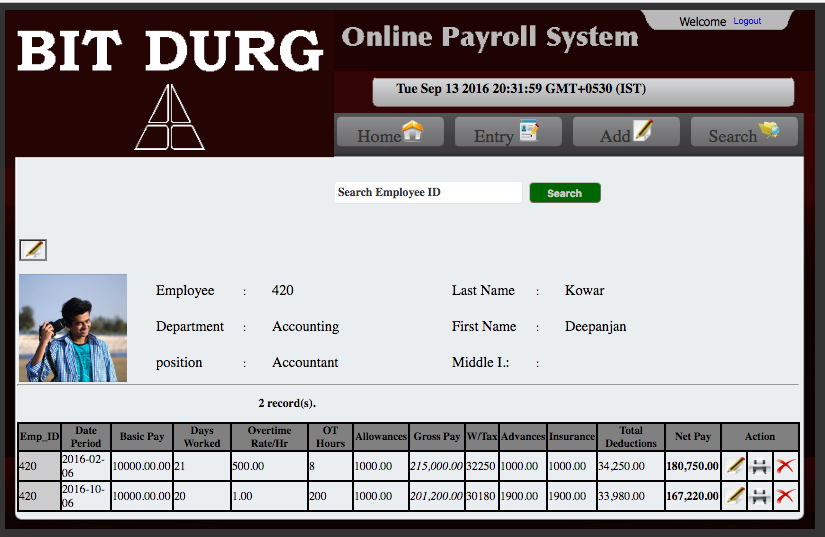 BIT DURG
Online Payroll System
Welcome Logout
Tue Sep 13 2016 20:31:59 GMT+0530 (IST)
Home Entry Add Search
Search Employee ID Search
Employee : 420 Last Name : Kowar
Department : Accounting First Name : Deepanjan
position : Accountant Middle I.: :
2 record(s).
Emp_ID Date Period Basic Pay Days Worked Overtime Rate/Hr OT Hours Allowances Gross Pay W/Tax Advances Insurance Total Deductions Net Pay Action
420 2016-02-06 10000.00.00 21 500.00 8 1000.00 215,000.00 32250 1000.00 1000.00 34,250.00 180,750.00
420 2016-10-06 10000.00.00 20 1.00 200 1000.00 201,200.00 30180 1900.00 1900.00 33,980.00 167,220.00